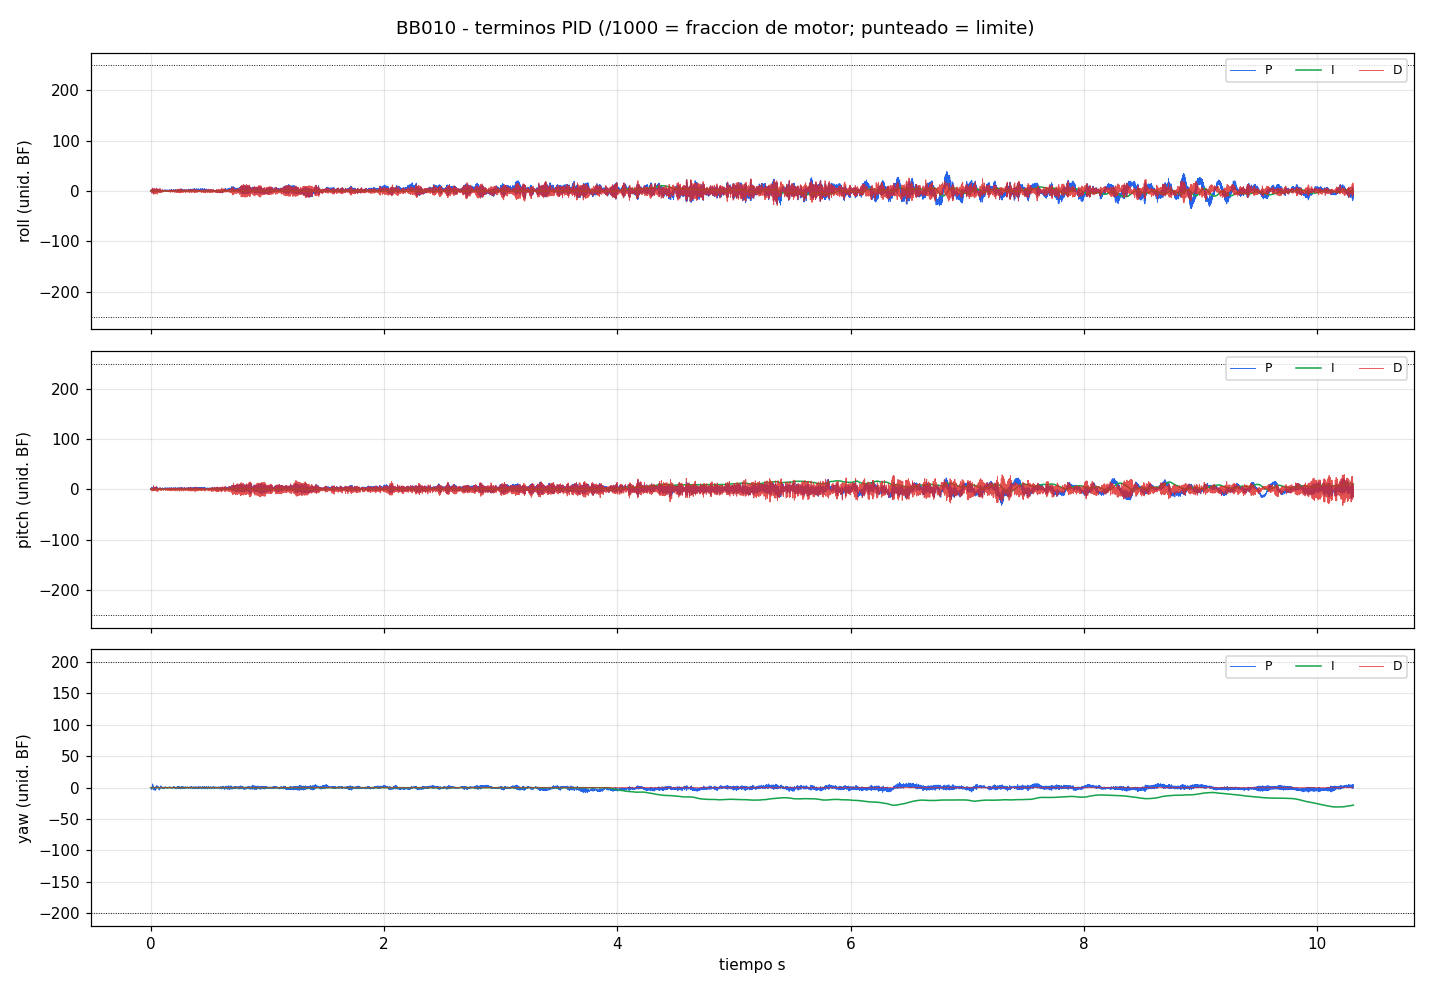 BB010 - terminos PID (/1000 = fraccion de motor; punteado = limite)
P I D
200
100
0
−100
−200
roll (unid. BF)
P I D
200
100
0
−100
−200
pitch (unid. BF)
P I D
200
150
100
50
0
−50
−100
−150
−200
yaw (unid. BF)
0 2 4 6 8 10
tiempo s